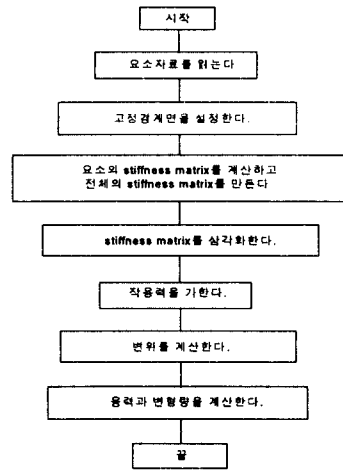 시작
요소자료를 읽는다
고정경계면을 설정한다.
요소의 stiffness matrix를 계산하고
전체의 stiffness matrix를 만든다
stiffness matrix를 삼각화한다.
작용력을 가한다.
변위를 계산한다.
응력과 변형량을 계산한다.
끝